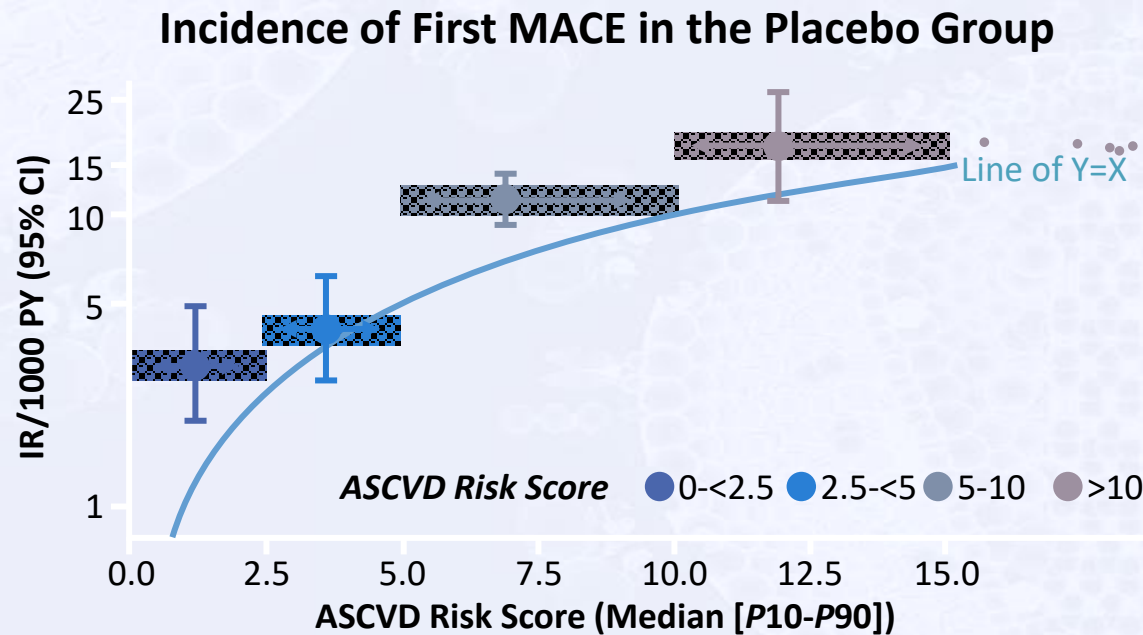 Incidence of First MACE in the Placebo Group
IR/1000 PY (95% CI)
25
15
10
5
1
Line of Y=X
ASCVD Risk Score 0-<2.5 2.5-<5 5-10 >10
0.0 2.5 5.0 7.5 10.0 12.5 15.0
ASCVD Risk Score (Median [P10-P90])